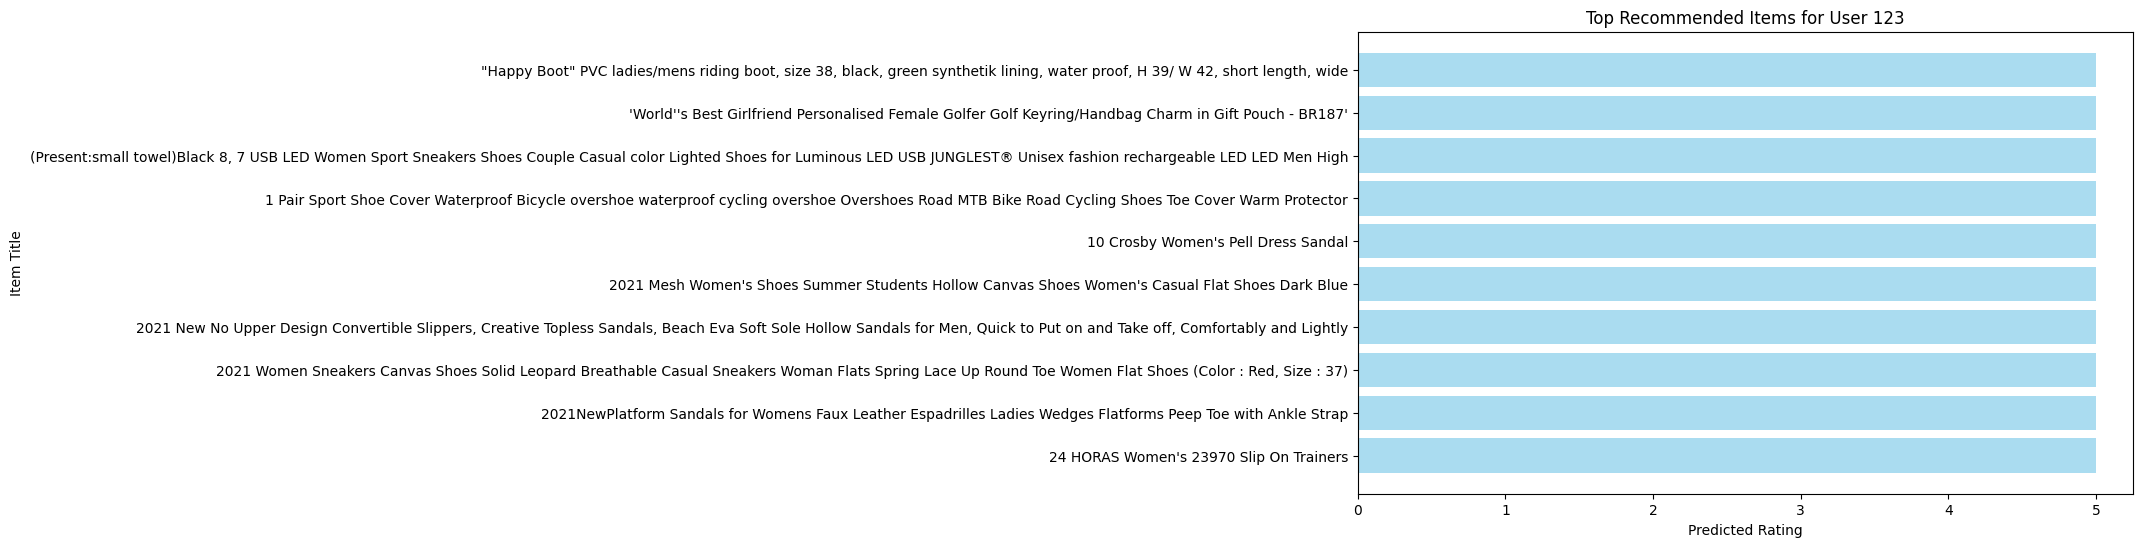 Top Recommended Items for User 123
"Happy Boot" PVC ladies/mens riding boot, size 38, black, green synthetik lining, water proof, H 39/ W 42, short length, wide
'World''s Best Girlfriend Personalised Female Golfer Golf Keyring/Handbag Charm in Gift Pouch - BR187'
(Present:small towel)Black 8, 7 USB LED Women Sport Sneakers Shoes Couple Casual color Lighted Shoes for Luminous LED USB JUNGLEST® Unisex fashion rechargeable LED LED Men High
1 Pair Sport Shoe Cover Waterproof Bicycle overshoe waterproof cycling overshoe Overshoes Road MTB Bike Road Cycling Shoes Toe Cover Warm Protector
10 Crosby Women's Pell Dress Sandal
2021 Mesh Women's Shoes Summer Students Hollow Canvas Shoes Women's Casual Flat Shoes Dark Blue
2021 New No Upper Design Convertible Slippers, Creative Topless Sandals, Beach Eva Soft Sole Hollow Sandals for Men, Quick to Put on and Take off, Comfortably and Lightly
2021 Women Sneakers Canvas Shoes Solid Leopard Breathable Casual Sneakers Woman Flats Spring Lace Up Round Toe Women Flat Shoes (Color : Red, Size : 37)
2021NewPlatform Sandals for Womens Faux Leather Espadrilles Ladies Wedges Flatforms Peep Toe with Ankle Strap
24 HORAS Women's 23970 Slip On Trainers
Item Title
0 1 2 3 4 5
Predicted Rating